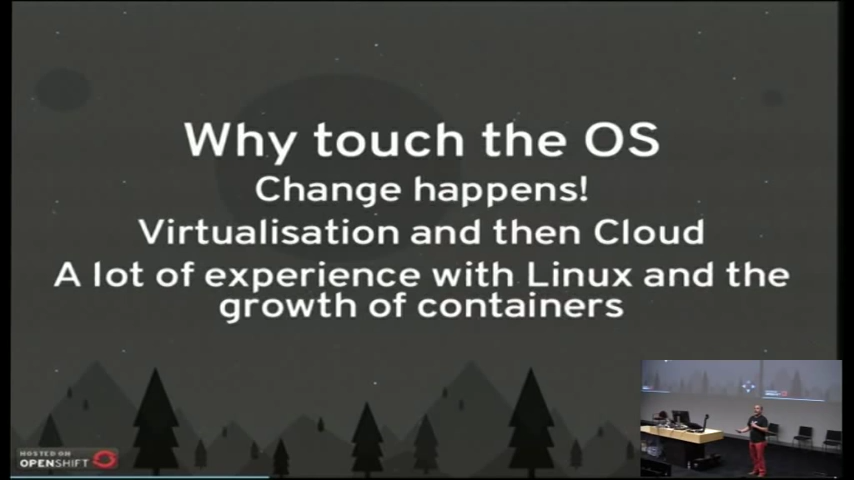 Why touch the OS
Change happens!
Virtualisation and then Cloud
A lot of experience with Linux and the
growth of containers
HOSTED ON
OPENSHIFT